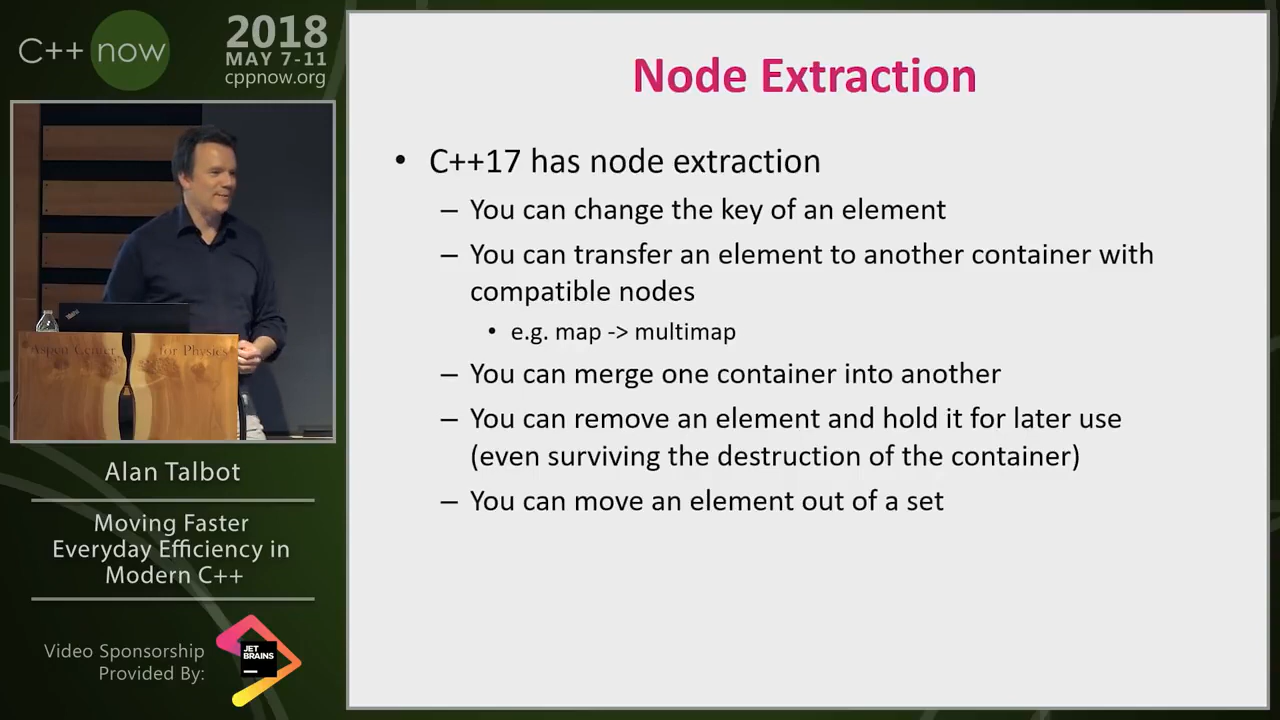 C++ now
2018
MAY 7-11
cppnow.org
Aspen Center for Physics
Alan Talbot
Moving Faster
Everyday Efficiency in
Modern C++
Video Sponsorship
Provided By:
JET
BRAINS
Node Extraction
• C++17 has node extraction
– You can change the key of an element
– You can transfer an element to another container with
compatible nodes
• e.g. map -> multimap
– You can merge one container into another
– You can remove an element and hold it for later use
(even surviving the destruction of the container)
– You can move an element out of a set